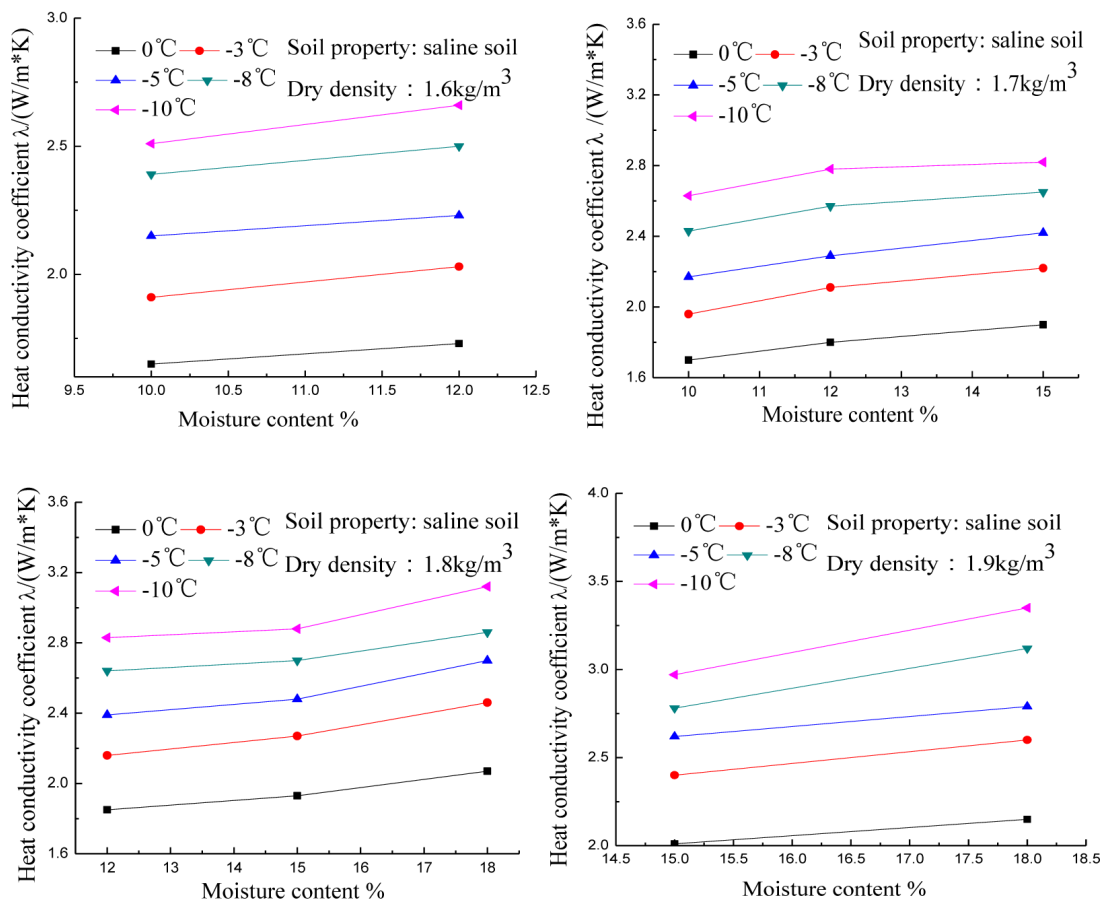 3.0
2.5
2.0
Heat conductivity coefficient λ/(W/m*K)
0℃ -3℃
-5℃ -8℃
-10℃
Soil property: saline soil
Dry density：1.6kg/m³
9.5 10.0 10.5 11.0 11.5 12.0 12.5
Moisture content %
3.6
3.2
2.8
2.4
2.0
1.6
Heat conductivity coefficient λ /(W/m*K)
0℃ -3℃
-5℃ -8℃
-10℃
Soil property: saline soil
Dry density：1.7kg/m³
10 11 12 13 14 15
Moisture content %
3.6
3.2
2.8
2.4
2.0
1.6
Heat conductivity coefficient λ/(W/m*K)
0℃ -3℃
-5℃ -8℃
-10℃
Soil property: saline soil
Dry density：1.8kg/m³
12 13 14 15 16 17 18
Moisture content %
4.0
3.5
3.0
2.5
2.0
Heat conductivity coefficient λ/(W/m*K)
0℃ -3℃
-5℃ -8℃
-10℃
Soil property: saline soil
Dry density：1.9kg/m³
14.5 15.0 15.5 16.0 16.5 17.0 17.5 18.0 18.5
Moisture content %